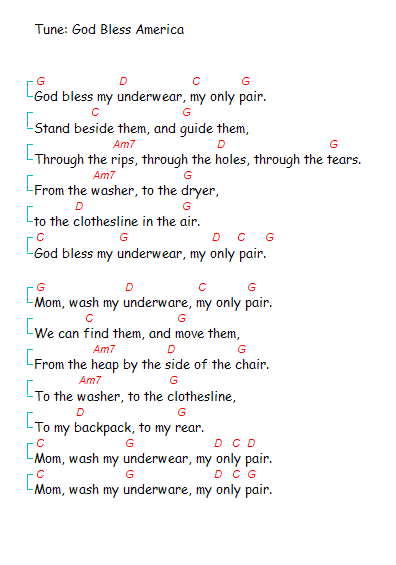 Tune: God Bless America
G D C G
God bless my underwear, my only pair.
C G
Stand beside them, and guide them,
Am7 D G
Through the rips, through the holes, through the tears.
Am7 G
From the washer, to the dryer,
D G
to the clothesline in the air.
C G D C G
God bless my underwear, my only pair.
G D C G
Mom, wash my underware, my only pair.
C G
We can find them, and move them,
Am7 D G
From the heap by the side of the chair.
Am7 G
To the washer, to the clothesline,
D G
To my backpack, to my rear.
C G D C D
Mom, wash my underwear, my only pair.
C G D C G
Mom, wash my underware, my only pair.